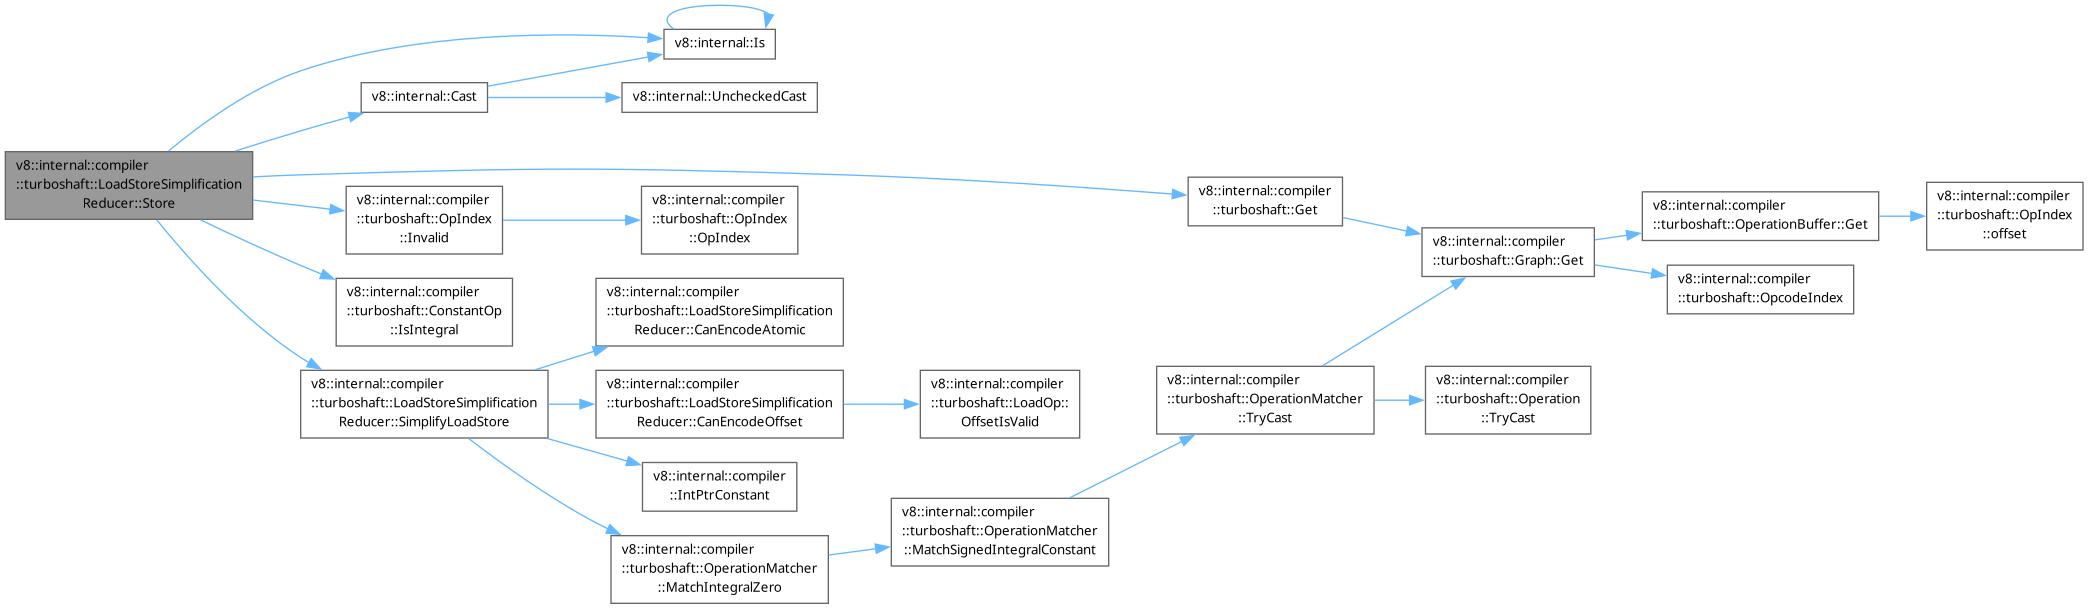 v8::internal::Is
v8::internal::Cast
v8::internal::UncheckedCast
v8::internal::compiler
::turboshaft::LoadStoreSimplification
Reducer::Store
v8::internal::compiler
::turboshaft::OpIndex
::Invalid
v8::internal::compiler
::turboshaft::OpIndex
::OpIndex
v8::internal::compiler
::turboshaft::Get
v8::internal::compiler
::turboshaft::Graph::Get
v8::internal::compiler
::turboshaft::OperationBuffer::Get
v8::internal::compiler
::turboshaft::OpIndex
::offset
v8::internal::compiler
::turboshaft::OpcodeIndex
v8::internal::compiler
::turboshaft::ConstantOp
::IsIntegral
v8::internal::compiler
::turboshaft::LoadStoreSimplification
Reducer::CanEncodeAtomic
v8::internal::compiler
::turboshaft::LoadStoreSimplification
Reducer::SimplifyLoadStore
v8::internal::compiler
::turboshaft::LoadStoreSimplification
Reducer::CanEncodeOffset
v8::internal::compiler
::turboshaft::LoadOp::
OffsetIsValid
v8::internal::compiler
::turboshaft::OperationMatcher
::TryCast
v8::internal::compiler
::turboshaft::Operation
::TryCast
v8::internal::compiler
::IntPtrConstant
v8::internal::compiler
::turboshaft::OperationMatcher
::MatchSignedIntegralConstant
v8::internal::compiler
::turboshaft::OperationMatcher
::MatchIntegralZero